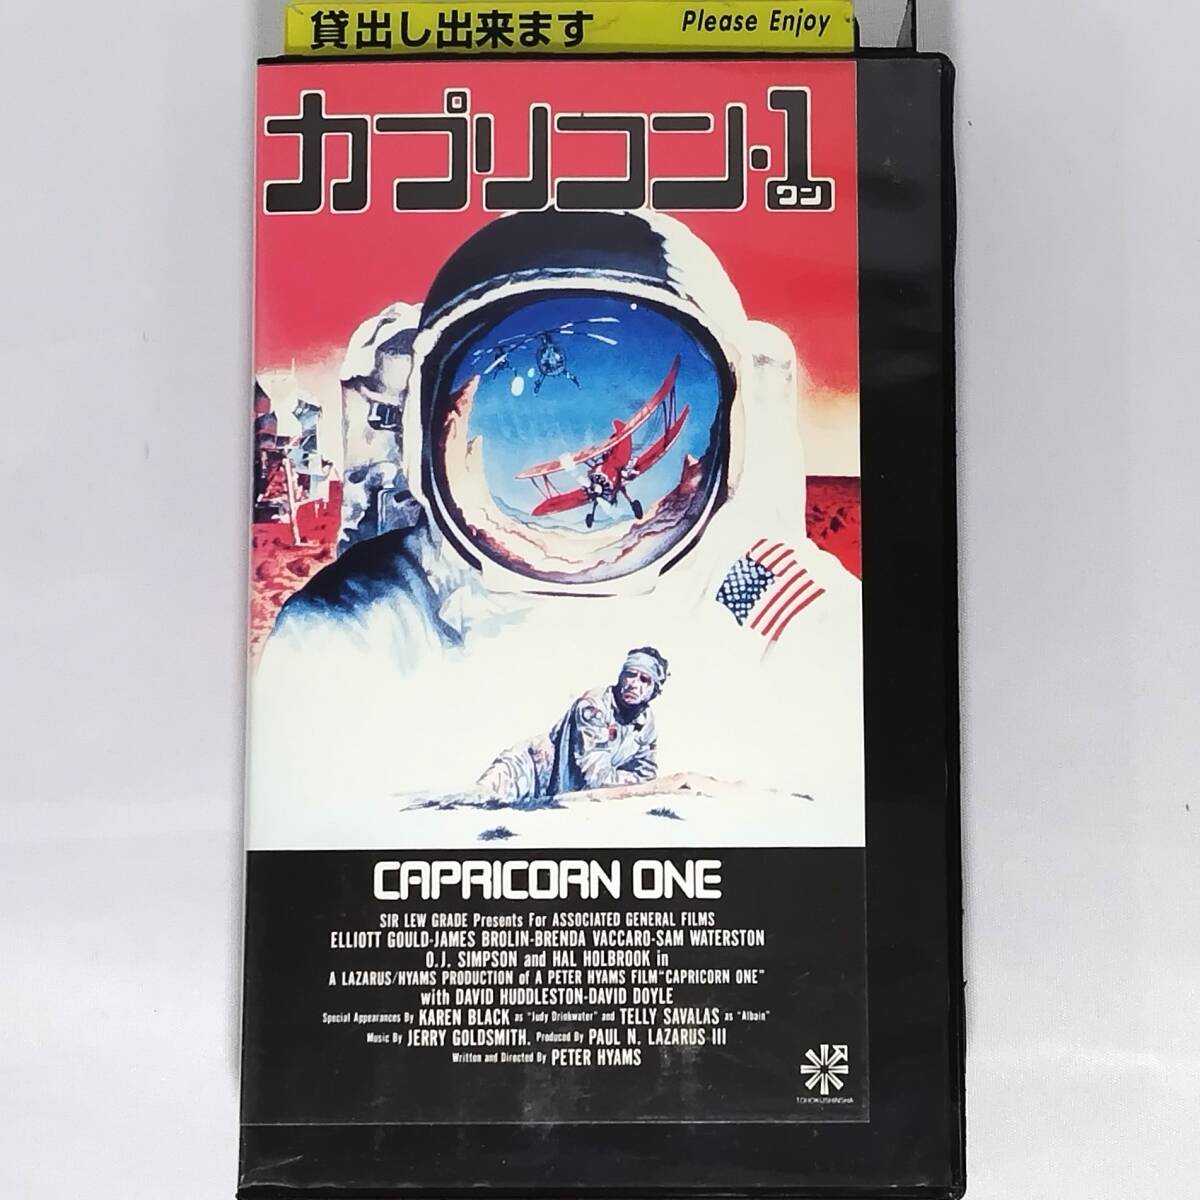 貸出し出来ます Please Enjoy
カプリコン・1
ワン
CAPRICORN ONE
SIR LEW GRADE Presents For ASSOCIATED GENERAL FILMS
ELLIOTT GOULD-JAMES BROLIN-BRENDA VACCARO-SAM WATERSTON
O.J. SIMPSON and HAL HOLBROOK in
A LAZARUS/HYAMS PRODUCTION of A PETER HYAMS FILM"CAPRICORN ONE"
with DAVID HUDDLESTON-DAVID DOYLE
Special Appearances By KAREN BLACK as "Judy Drinkwater" and TELLY SAVALAS as "Albain"
Music By JERRY GOLDSMITH. Produced By PAUL N. LAZARUS III
Written and Directed By PETER HYAMS
TOHOKUSHINSHA